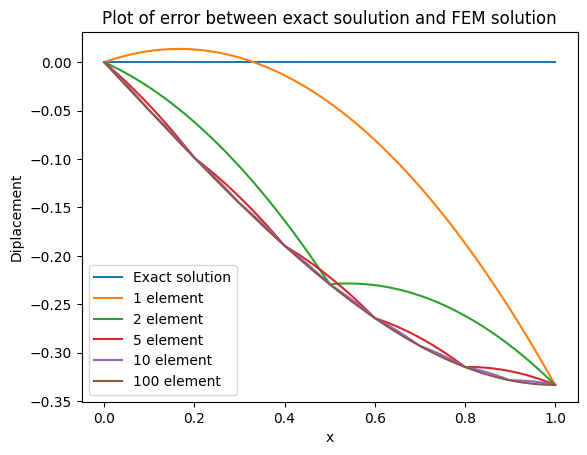 Plot of error between exact soulution and FEM solution
Diplacement
0.00
−0.05
−0.10
−0.15
−0.20
−0.25
−0.30
−0.35
Exact solution
1 element
2 element
5 element
10 element
100 element
0.0 0.2 0.4 0.6 0.8 1.0
x